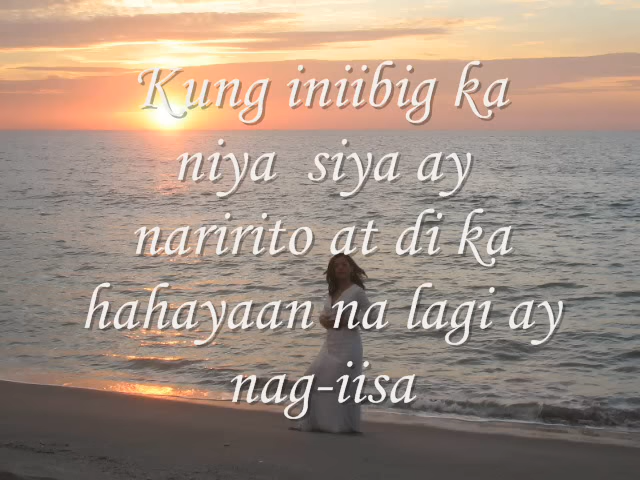 Kung iniibig ka
niya siya ay
naririto at di ka
hahayaan na lagi ay
nag-iisa